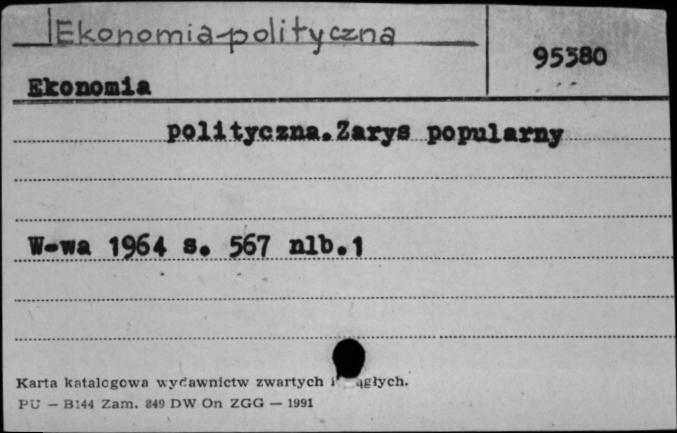 Ekonomia-polityczna
95380
Ekonomia
polityczna.Zarys popularny
W-wa 1964 s. 567 nlb.1
Karta katalogowa wydawnictw zwartych i
PU — B144 Zam. 849 DW On ZGG — 1991